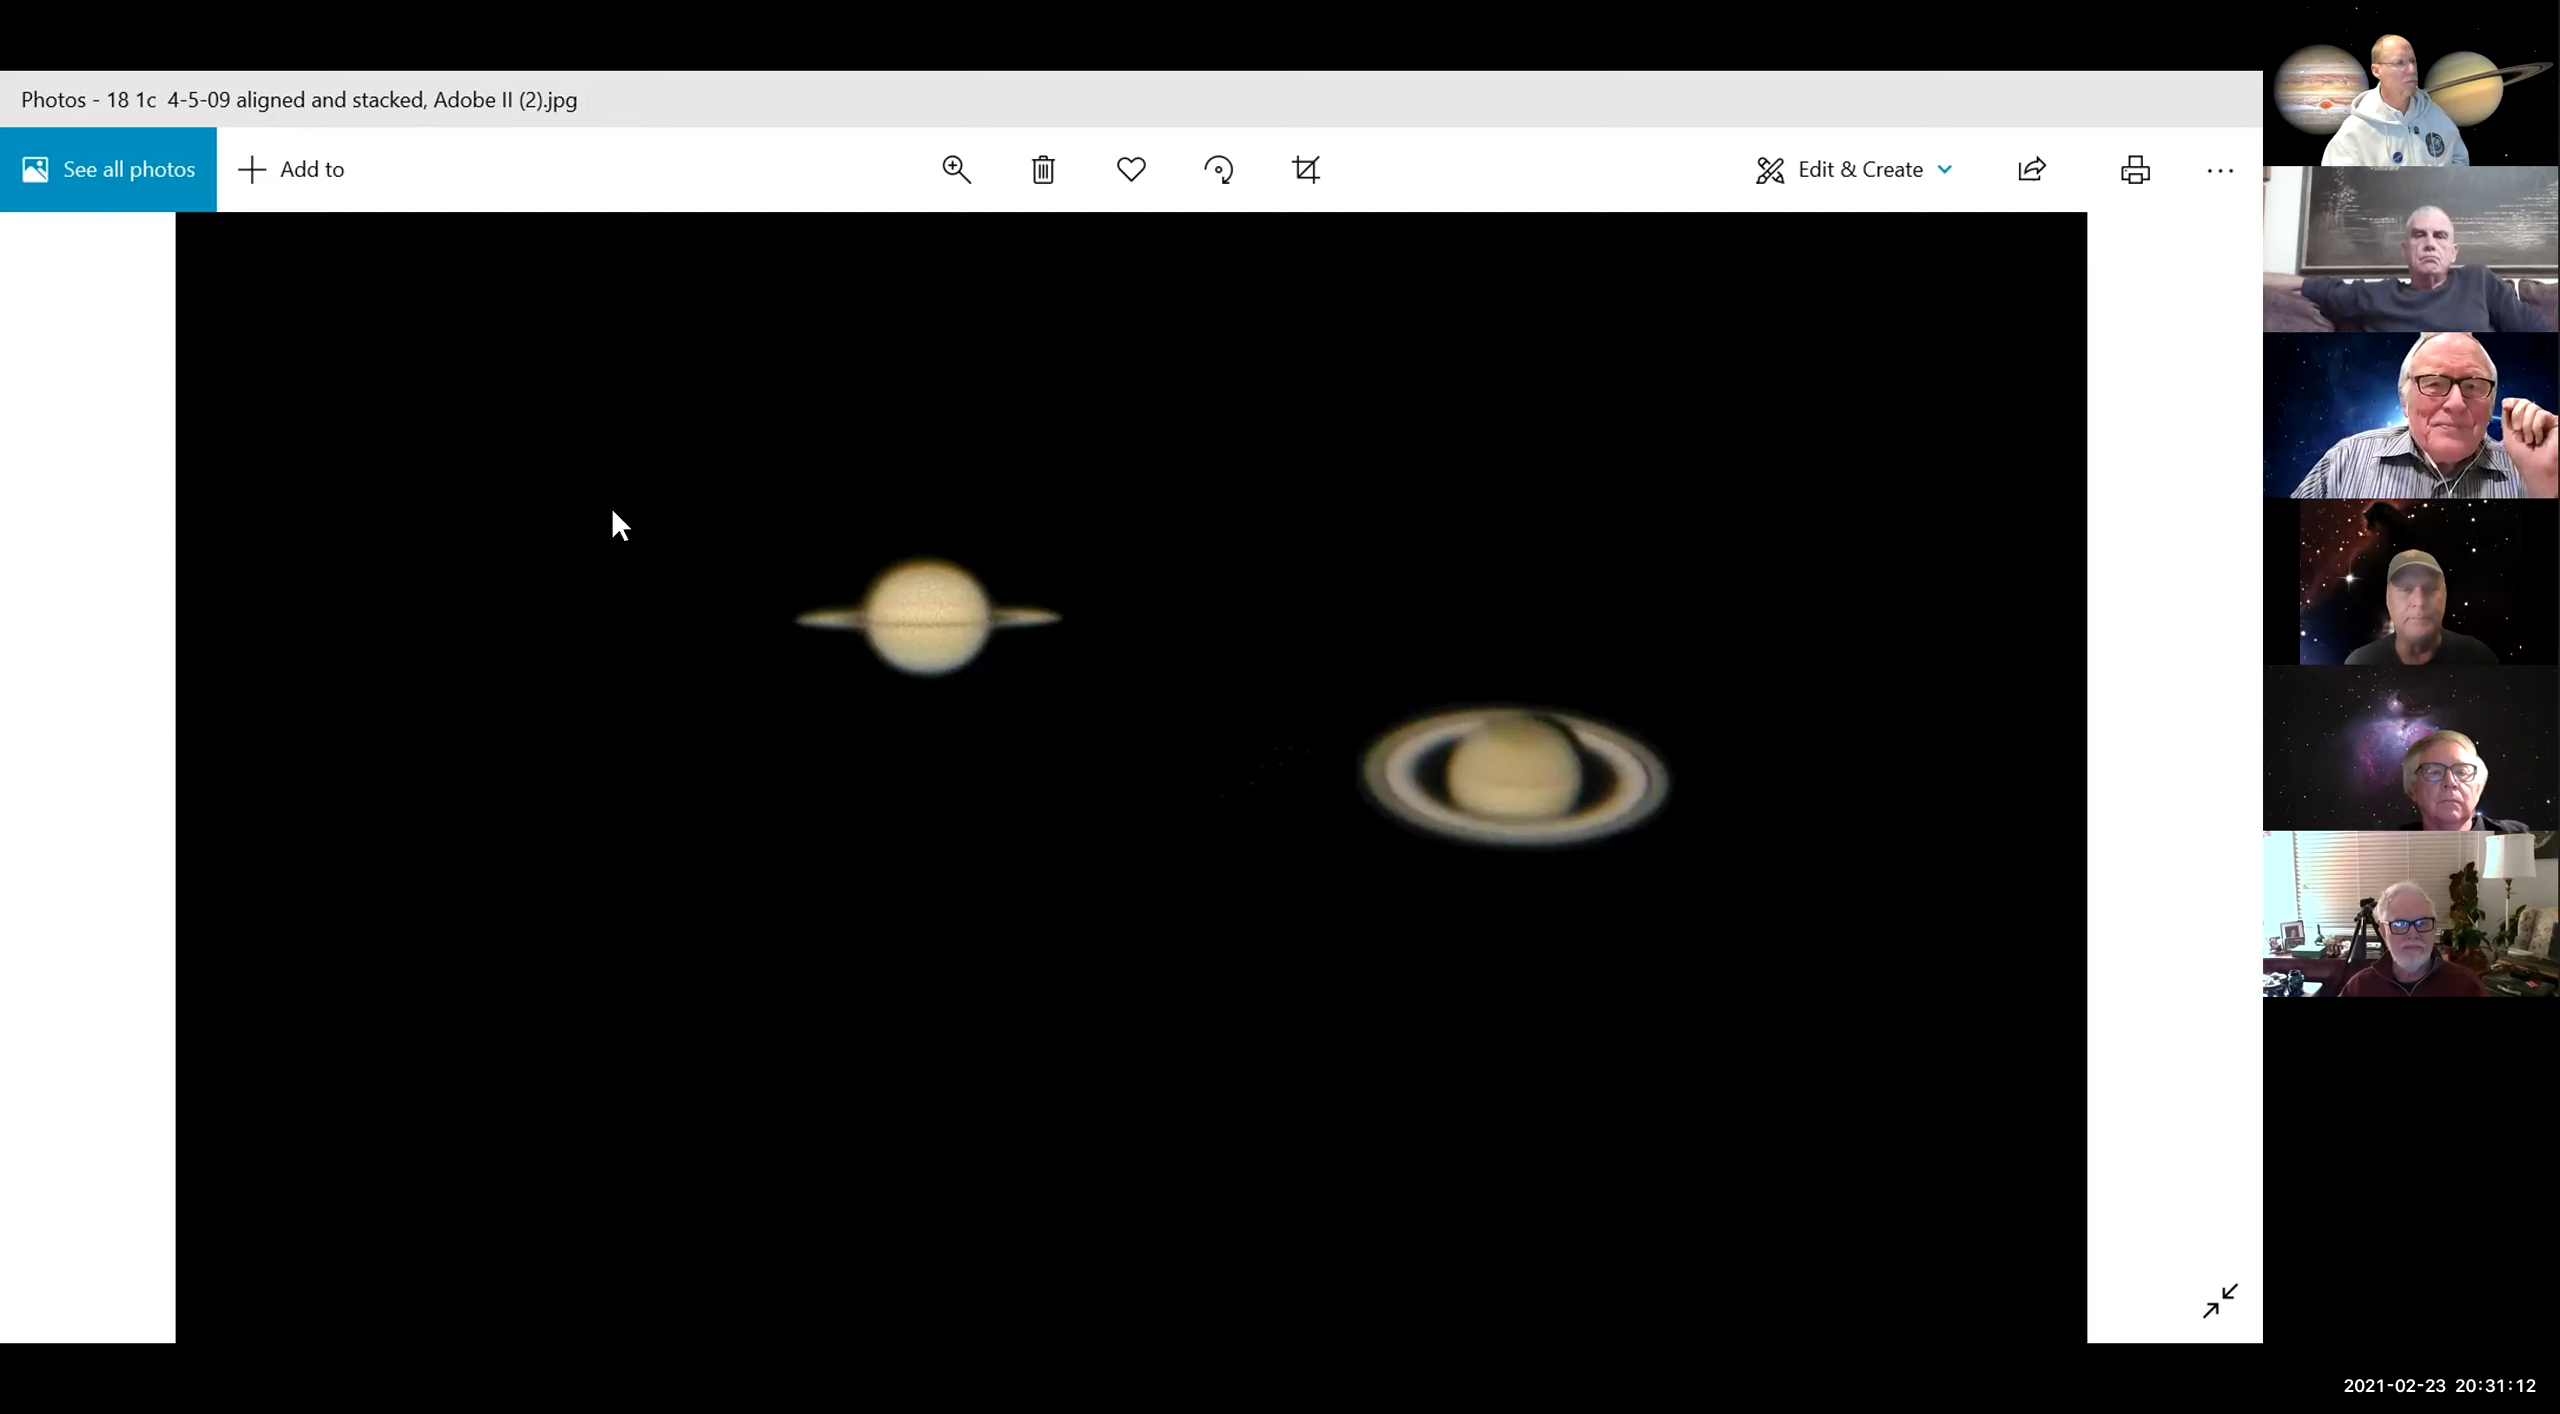 Photos - 18 1c  4-5-09 aligned and stacked, Adobe II (2).jpg
See all photos
Add to
Edit & Create
2021-02-23 20:31:12